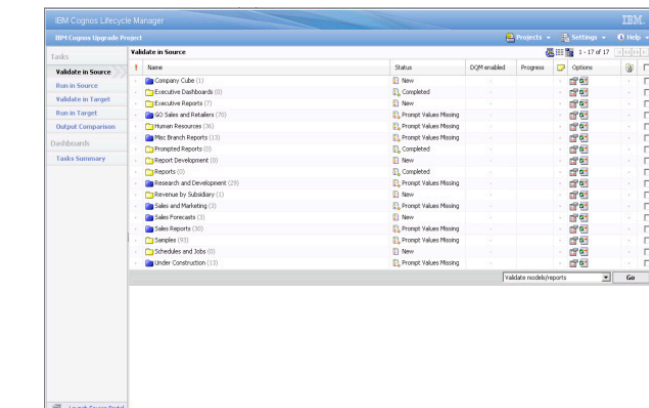 IBM Cognos Lifecycle Manager
IBM.
IBM Cognos Upgrade Project
Projects Settings Help
Tasks
Validate in Source
Run in Source
Validate in Target
Run in Target
Output Comparison
Dashboards
Tasks Summary
Validate in Source
1 - 17 of 17
! Name Status DQM-enabled Progress Options
Company Cube (1) New
Executive Dashboards (0) Completed
Executive Reports (7) New
GO Sales and Retailers (70) Prompt Values Missing
Human Resources (36) Prompt Values Missing
Misc Branch Reports (13) Prompt Values Missing
Prompted Reports (0) Completed
Report Development (0) New
Reports (0) Completed
Research and Development (29) Prompt Values Missing
Revenue by Subsidiary (1) New
Sales and Marketing (3) Prompt Values Missing
Sales Forecasts (3) New
Sales Reports (30) Prompt Values Missing
Samples (93) Prompt Values Missing
Schedules and Jobs (0) New
Under Construction (13) Prompt Values Missing
Validate models/reports Go
Launch Source Portal